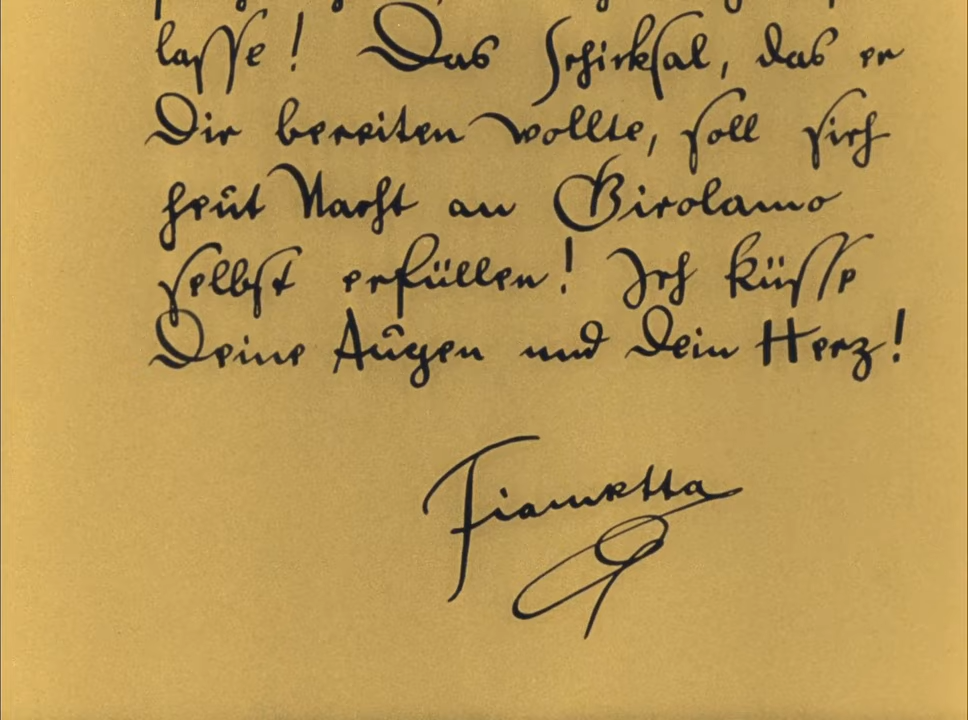 lasse! Das Schicksal, das er
Dir bereiten wollte, soll sich
heut Nacht an Girolamo
selbst erfüllen! Ich küsse
Deine Augen und Dein Herz!
Fiametta